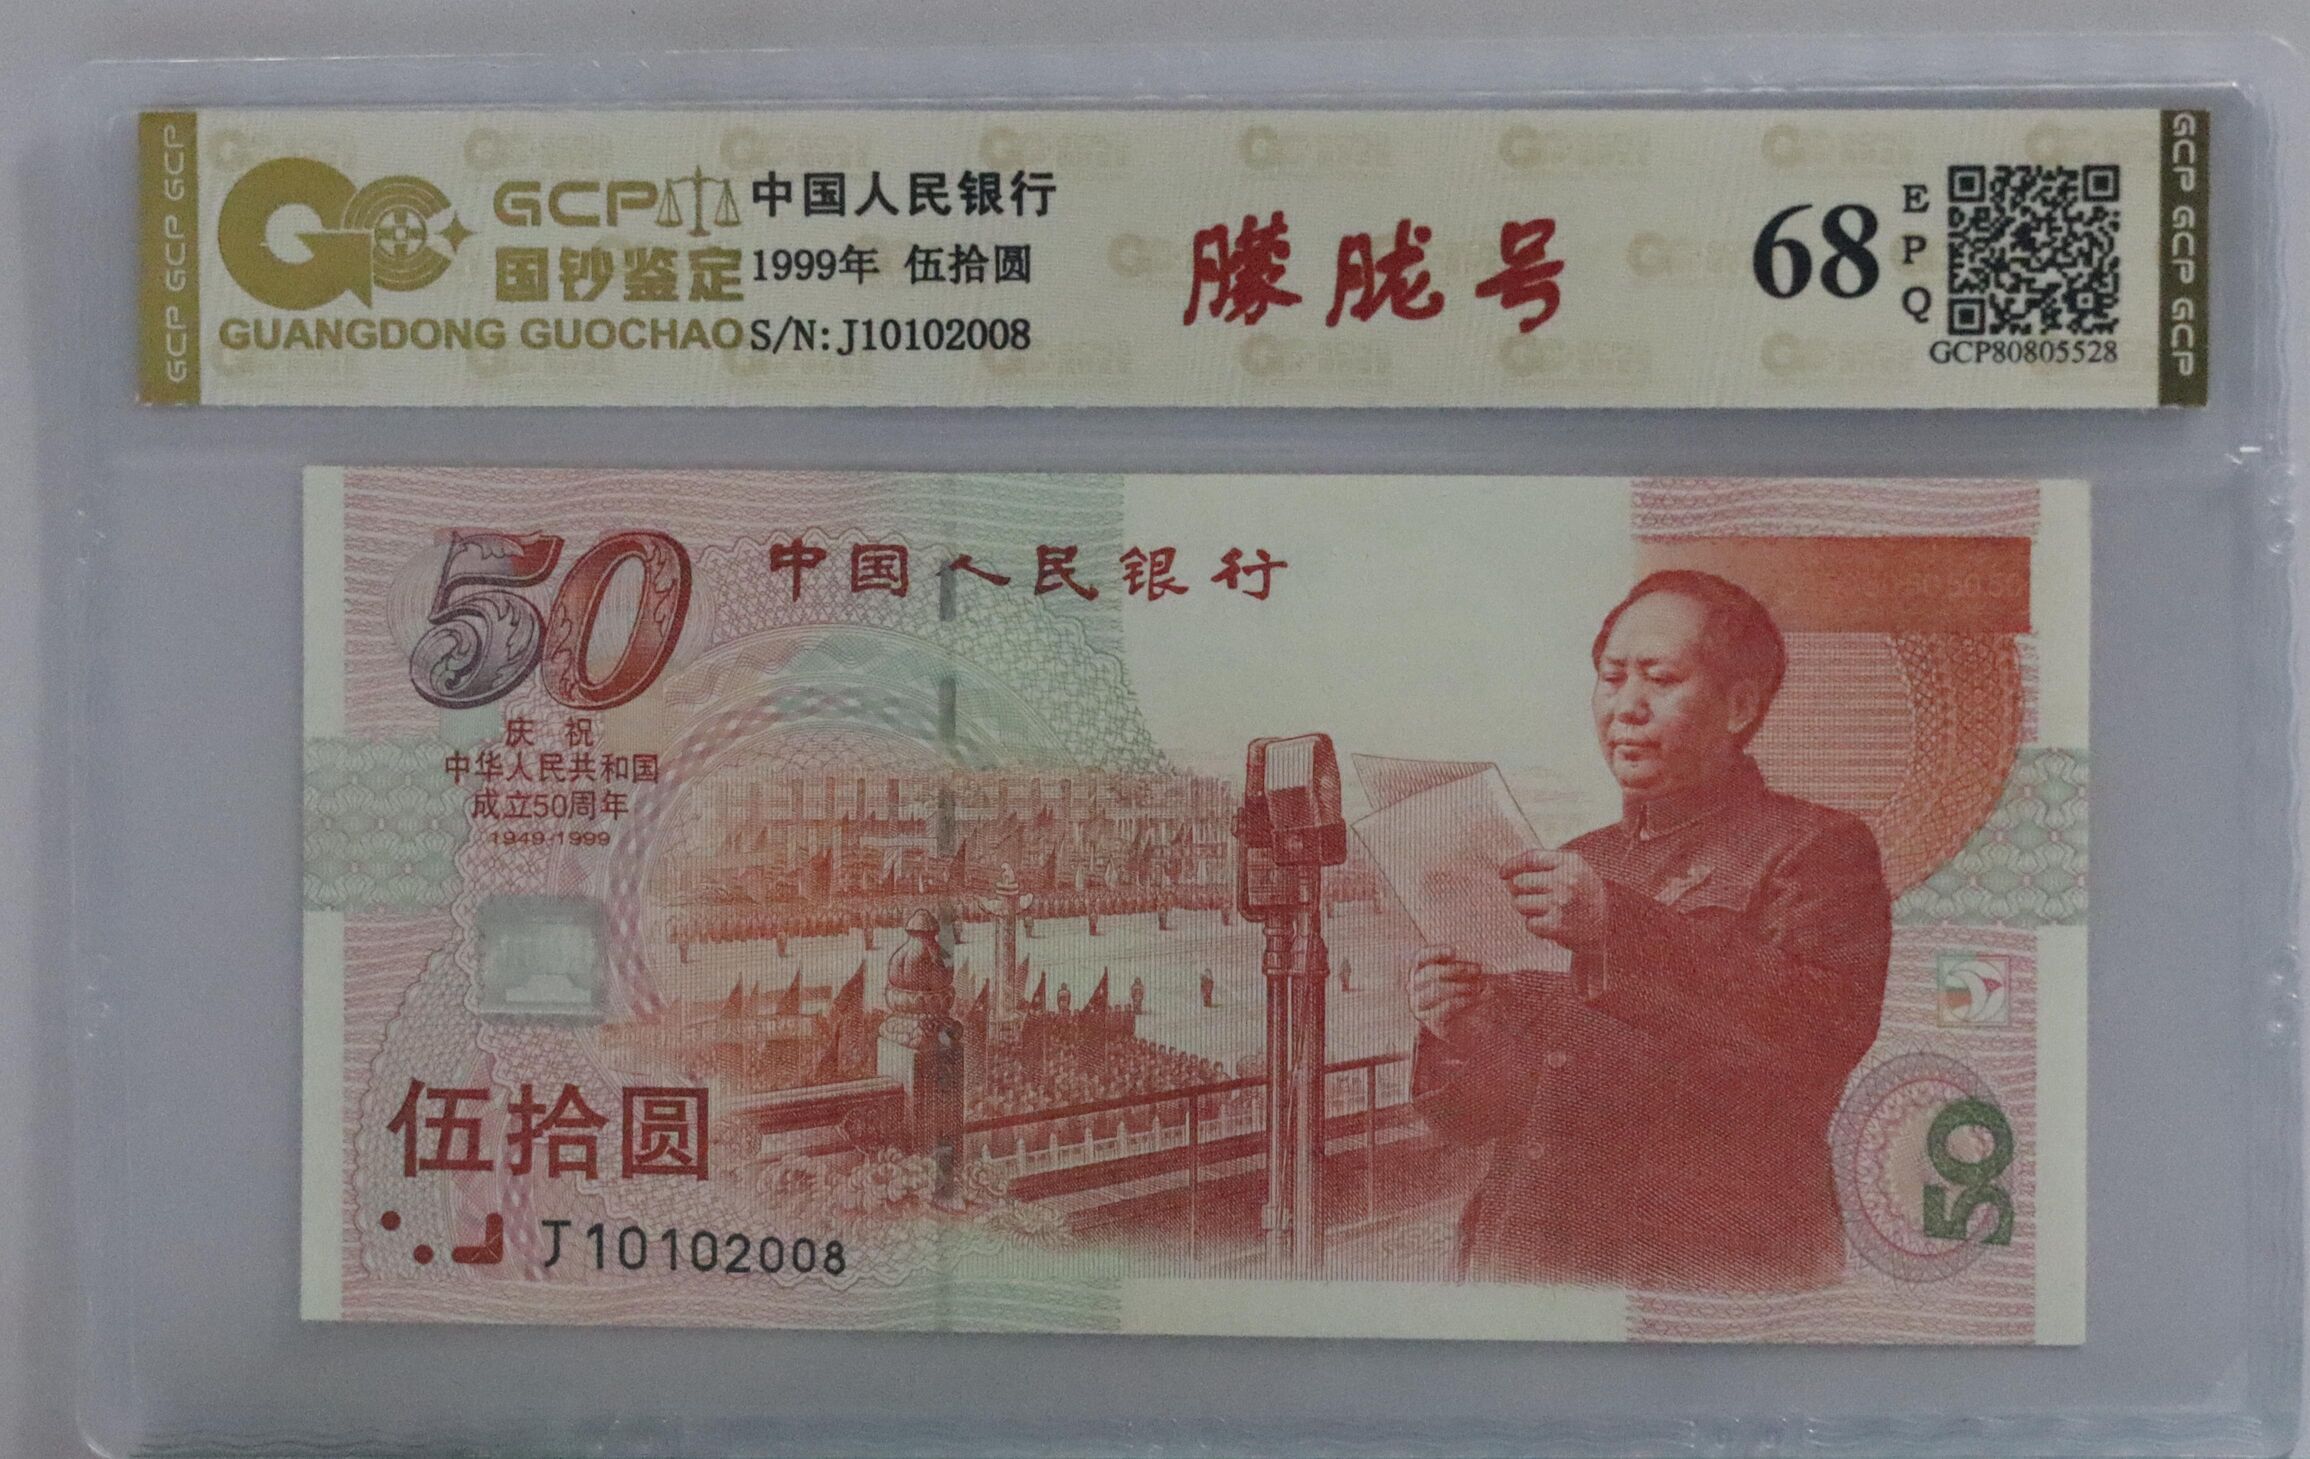 GCP GCP GCP
GCP
国钞鉴定
GUANGDONG GUOCHAO
中国人民银行
1999年 伍拾圆
S/N:J10102008
朦胧号
68
EPQ
GCP80805528
GCP GCP GCP
50
中国人民银行
庆 祝
中华人民共和国
成立50周年
1949-1999
伍拾圆
J10102008
50